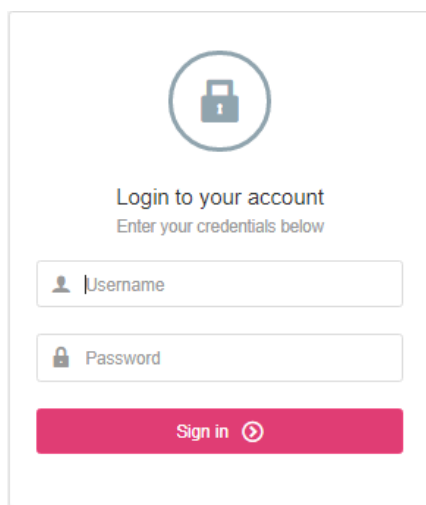 Login to your account
Enter your credentials below
Username
Password
Sign in